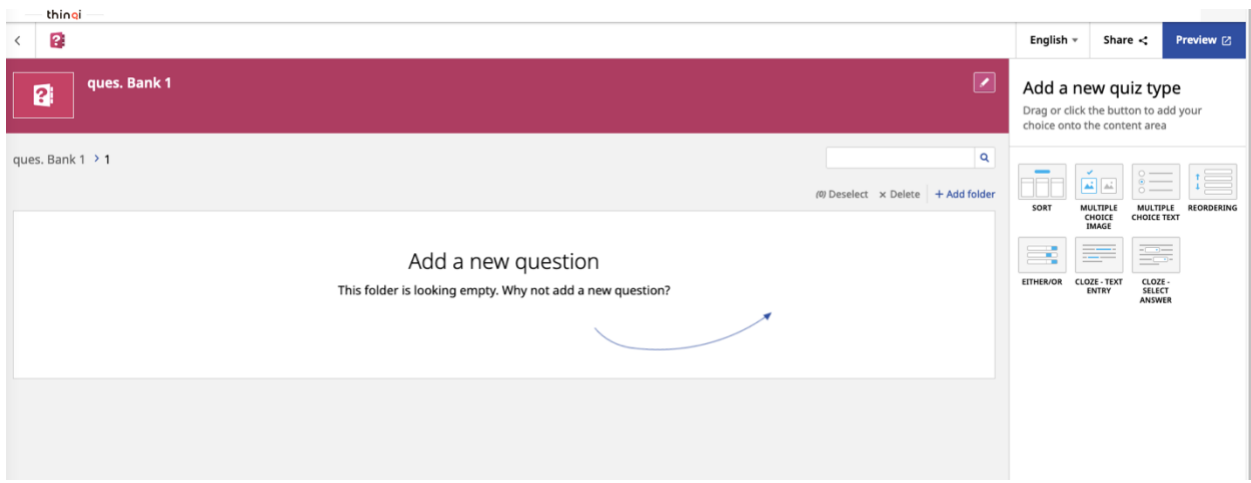 thinqi
English
Share
Preview
ques. Bank 1
Add a new quiz type
Drag or click the button to add your
choice onto the content area
ques. Bank 1 > 1
(0) Deselect × Delete + Add folder
SORT
MULTIPLE
CHOICE
IMAGE
MULTIPLE
CHOICE TEXT
REORDERING
Add a new question
This folder is looking empty. Why not add a new question?
EITHER/OR
CLOZE - TEXT
ENTRY
CLOZE -
SELECT
ANSWER